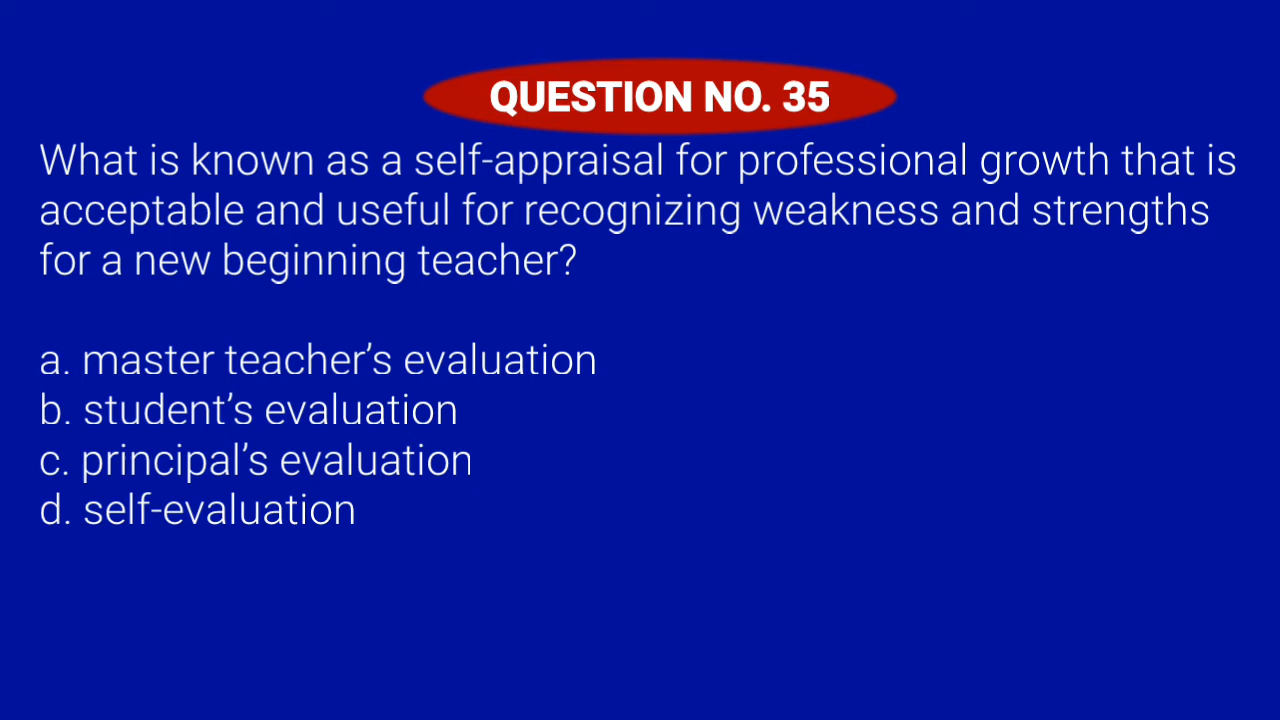 QUESTION NO. 35
What is known as a self-appraisal for professional growth that is
acceptable and useful for recognizing weakness and strengths
for a new beginning teacher?
a. master teacher’s evaluation
b. student’s evaluation
c. principal’s evaluation
d. self-evaluation